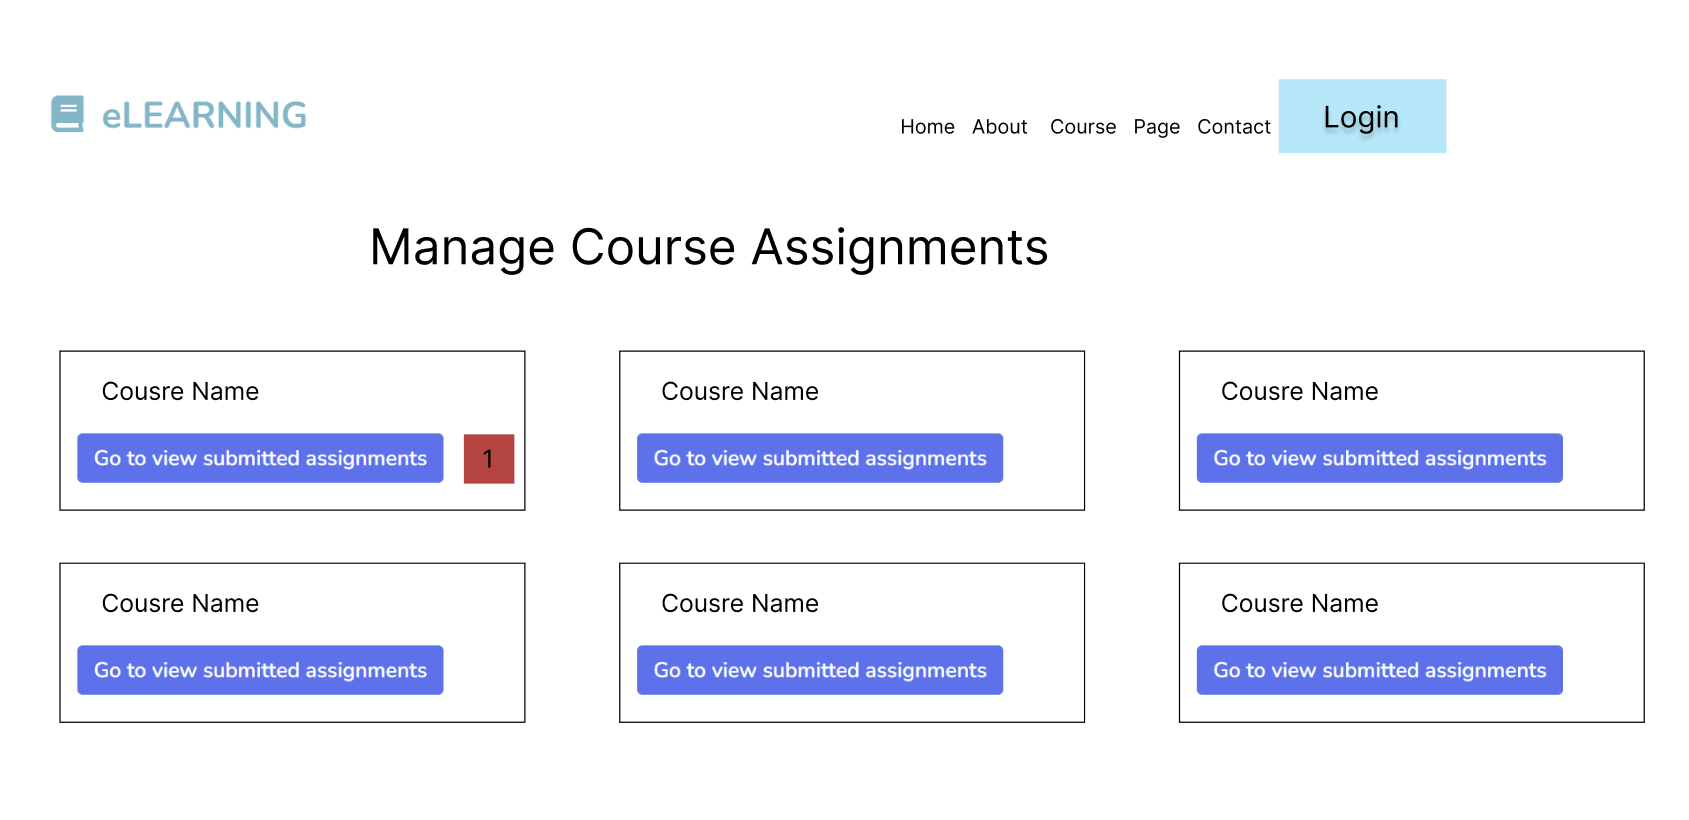 eLEARNING
Home About Course Page Contact Login
Manage Course Assignments
Cousre Name
Go to view submitted assignments 1
Cousre Name
Go to view submitted assignments
Cousre Name
Go to view submitted assignments
Cousre Name
Go to view submitted assignments
Cousre Name
Go to view submitted assignments
Cousre Name
Go to view submitted assignments